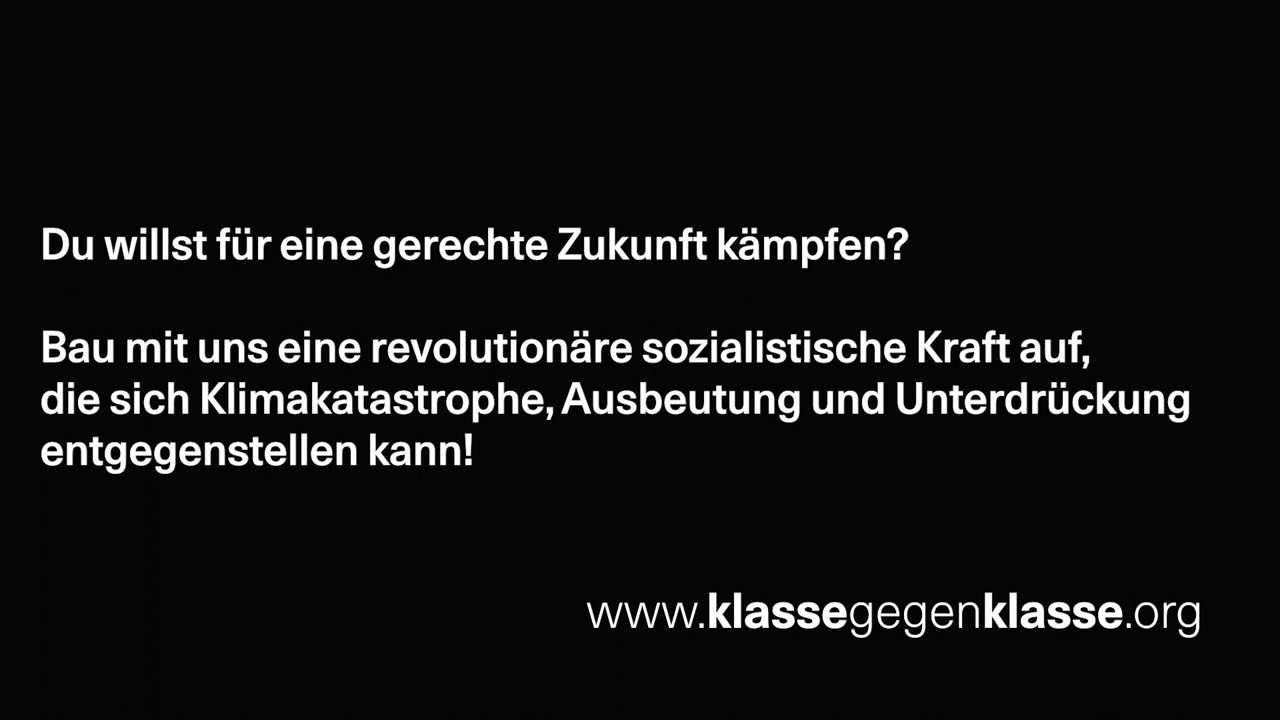 Du willst für eine gerechte Zukunft kämpfen?
Bau mit uns eine revolutionäre sozialistische Kraft auf,
die sich Klimakatastrophe, Ausbeutung und Unterdrückung
entgegenstellen kann!
www.klassegegenklasse.org